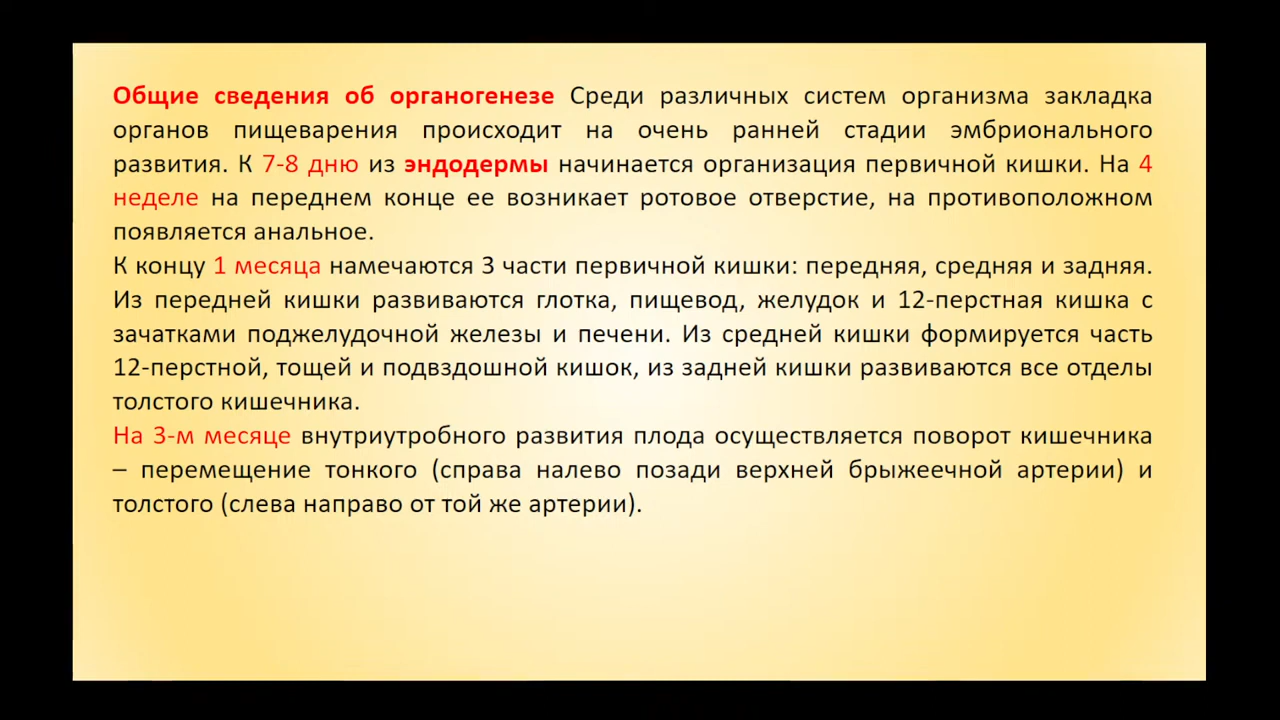 Общие сведения об органогенезе Среди различных систем организма закладка
органов пищеварения происходит на очень ранней стадии эмбрионального
развития. К 7-8 дню из эндодермы начинается организация первичной кишки. На 4
неделе на переднем конце ее возникает ротовое отверстие, на противоположном
появляется анальное.
К концу 1 месяца намечаются 3 части первичной кишки: передняя, средняя и задняя.
Из передней кишки развиваются глотка, пищевод, желудок и 12-перстная кишка с
зачатками поджелудочной железы и печени. Из средней кишки формируется часть
12-перстной, тощей и подвздошной кишок, из задней кишки развиваются все отделы
толстого кишечника.
На 3-м месяце внутриутробного развития плода осуществляется поворот кишечника
– перемещение тонкого (справа налево позади верхней брыжеечной артерии) и
толстого (слева направо от той же артерии).